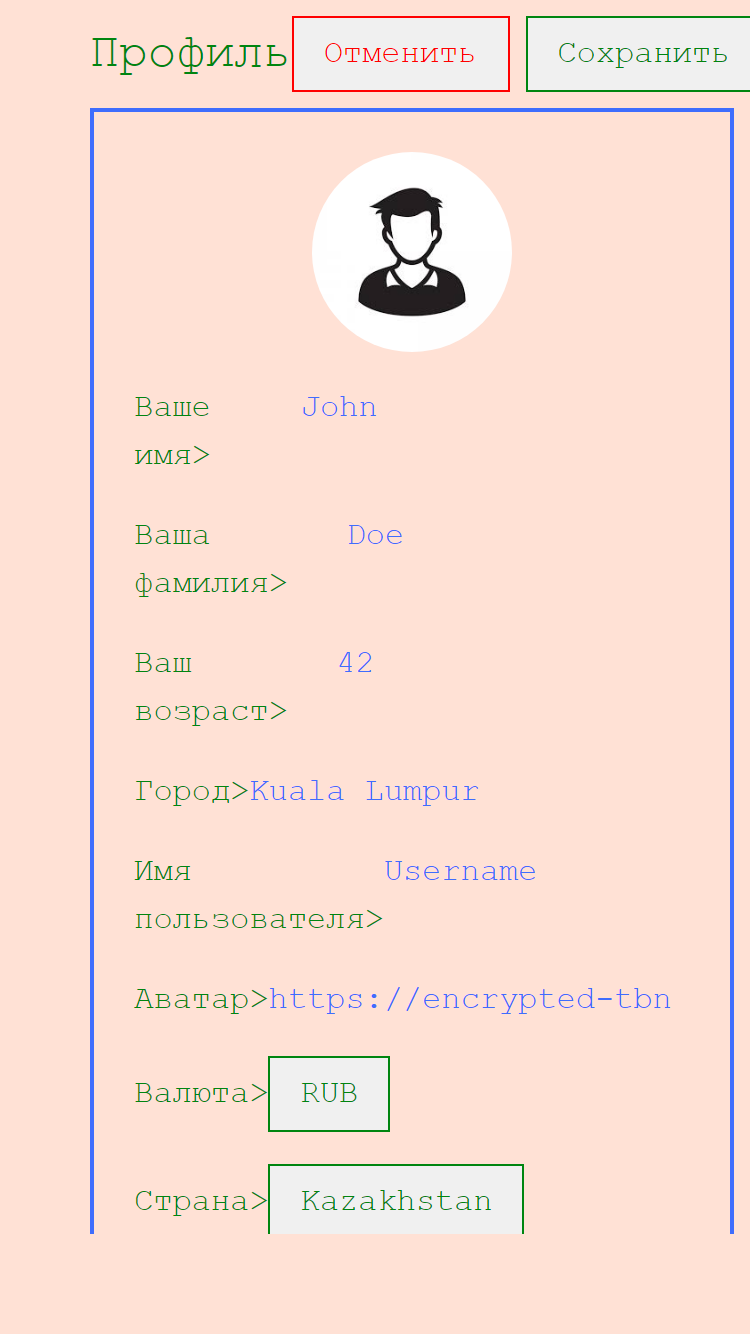 Профиль Отменить Сохранить
Ваше John
имя>
Ваша Doe
фамилия>
Ваш 42
возраст>
Город>Kuala Lumpur
Имя Username
пользователя>
Аватар>https://encrypted-tbn
Валюта> RUB
Страна> Kazakhstan